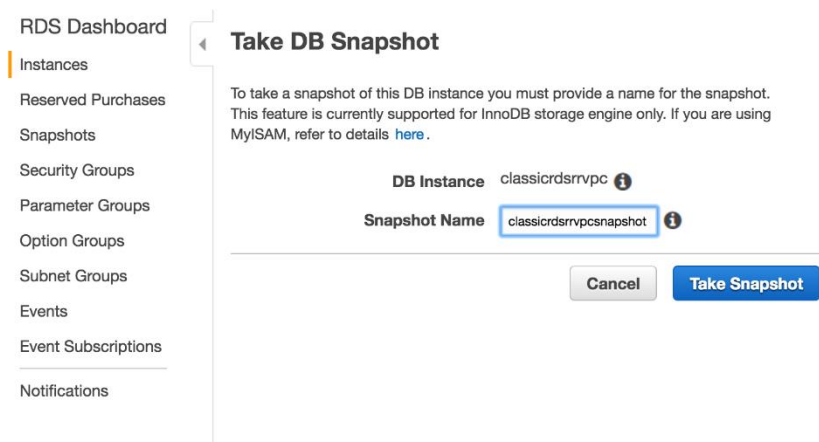 RDS Dashboard
Instances
Reserved Purchases
Snapshots
Security Groups
Parameter Groups
Option Groups
Subnet Groups
Events
Event Subscriptions
Notifications
Take DB Snapshot
To take a snapshot of this DB instance you must provide a name for the snapshot.
This feature is currently supported for InnoDB storage engine only. If you are using
MyISAM, refer to details here.
DB Instance classicrdsrrvpc
Snapshot Name classicrdsrrvpcsnapshot
Cancel Take Snapshot